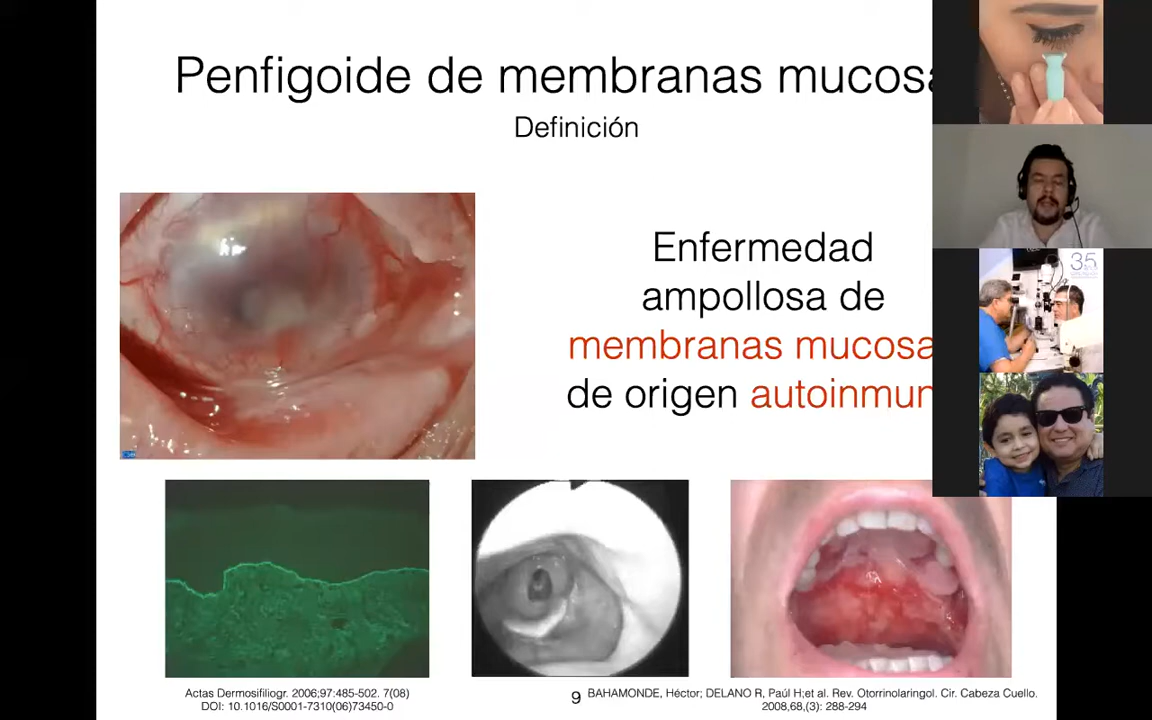 Penfigoide de membranas mucosa
Definición
Enfermedad
ampollosa de
membranas mucosa
de origen autoinmun
35
Actas Dermosifiliogr. 2006;97:485-502. 7(08)
DOI: 10.1016/S0001-7310(06)73450-0
9
BAHAMONDE, Héctor; DELANO R, Paúl H;et al. Rev. Otorrinolaringol. Cir. Cabeza Cuello.
2008,68,(3): 288-294